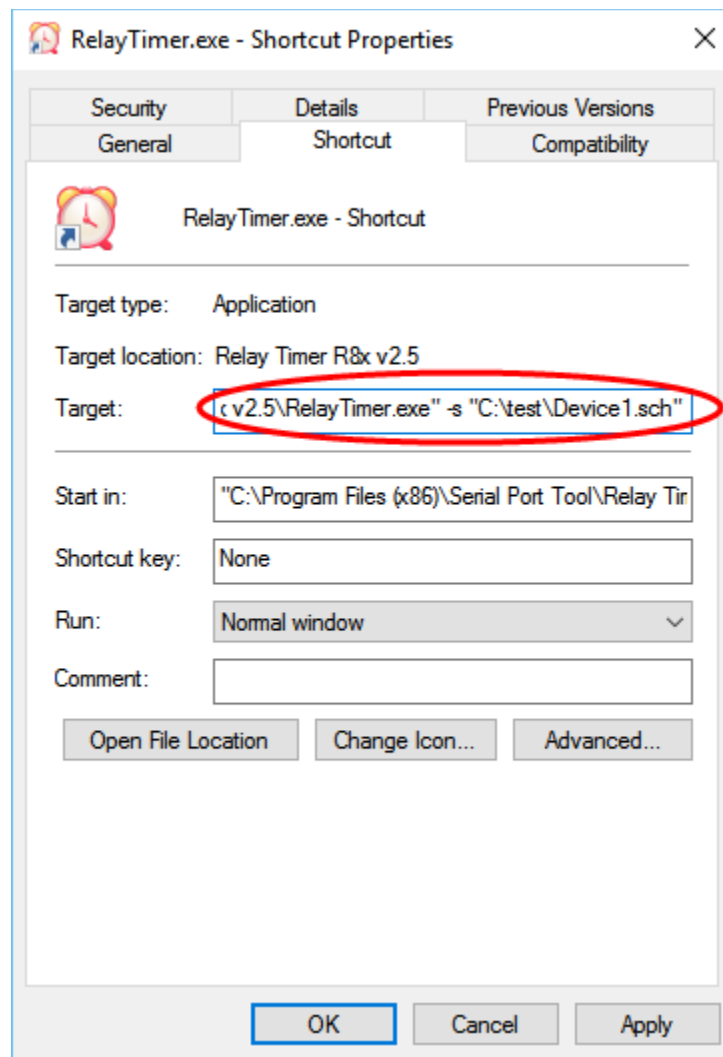 RelayTimer.exe - Shortcut Properties
Security Details Previous Versions
General Shortcut Compatibility
RelayTimer.exe - Shortcut
Target type: Application
Target location: Relay Timer R8x v2.5
Target: v2.5\RelayTimer.exe" -s "C:\test\Device1.sch"
Start in: "C:\Program Files (x86)\Serial Port Tool\Relay Tir
Shortcut key: None
Run: Normal window
Comment:
Open File Location Change Icon... Advanced...
OK Cancel Apply